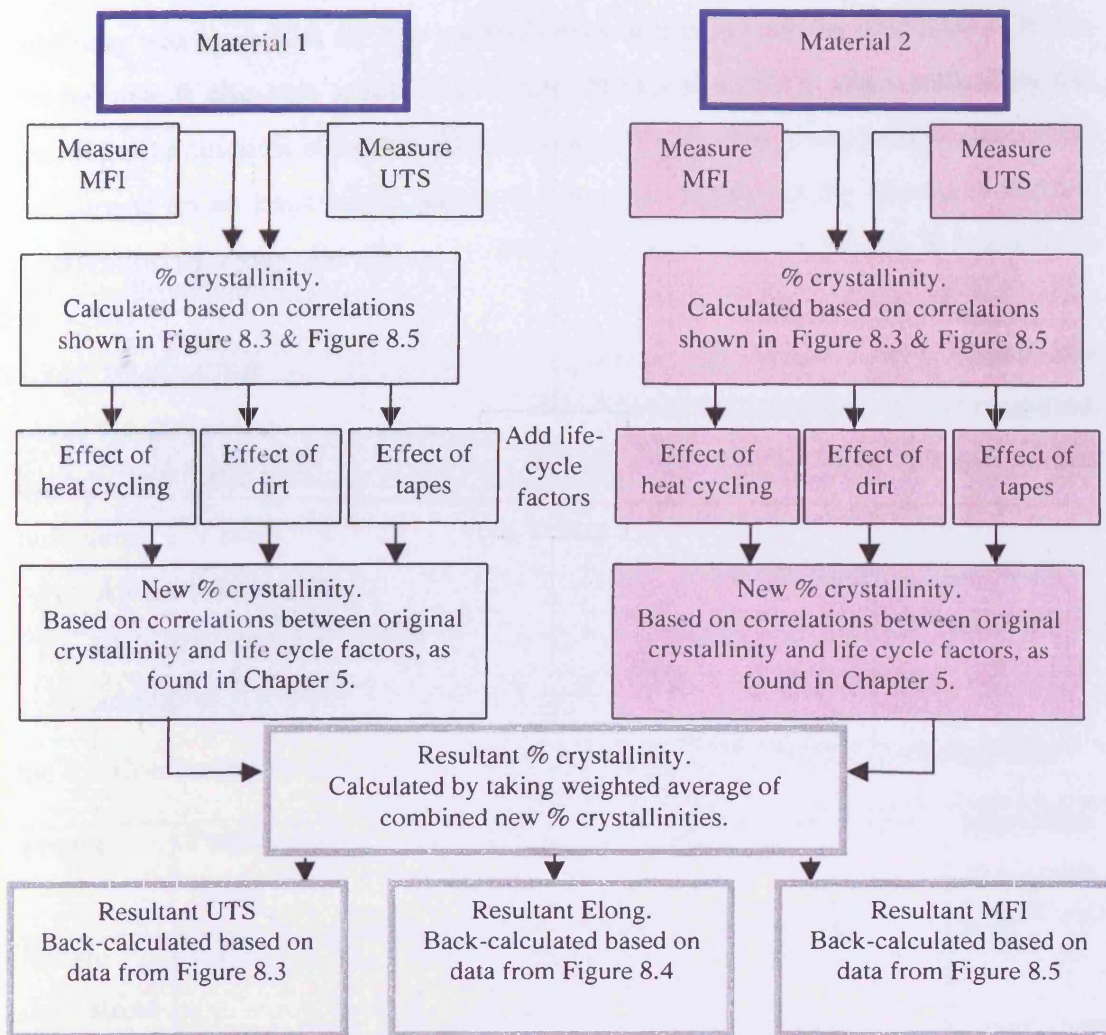 Material 1
Material 2
Measure
MFI
Measure
UTS
Measure
MFI
Measure
UTS
% crystallinity.
Calculated based on correlations
shown in Figure 8.3 & Figure 8.5
% crystallinity.
Calculated based on correlations
shown in Figure 8.3 & Figure 8.5
Effect of
heat cycling
Effect of
dirt
Effect of
tapes
Add life-
cycle
factors
Effect of
heat cycling
Effect of
dirt
Effect of
tapes
New % crystallinity.
Based on correlations between original
crystallinity and life cycle factors, as
found in Chapter 5.
New % crystallinity.
Based on correlations between original
crystallinity and life cycle factors, as
found in Chapter 5.
Resultant % crystallinity.
Calculated by taking weighted average of
combined new % crystallinities.
Resultant UTS
Back-calculated based on
data from Figure 8.3
Resultant Elong.
Back-calculated based on
data from Figure 8.4
Resultant MFI
Back-calculated based on
data from Figure 8.5